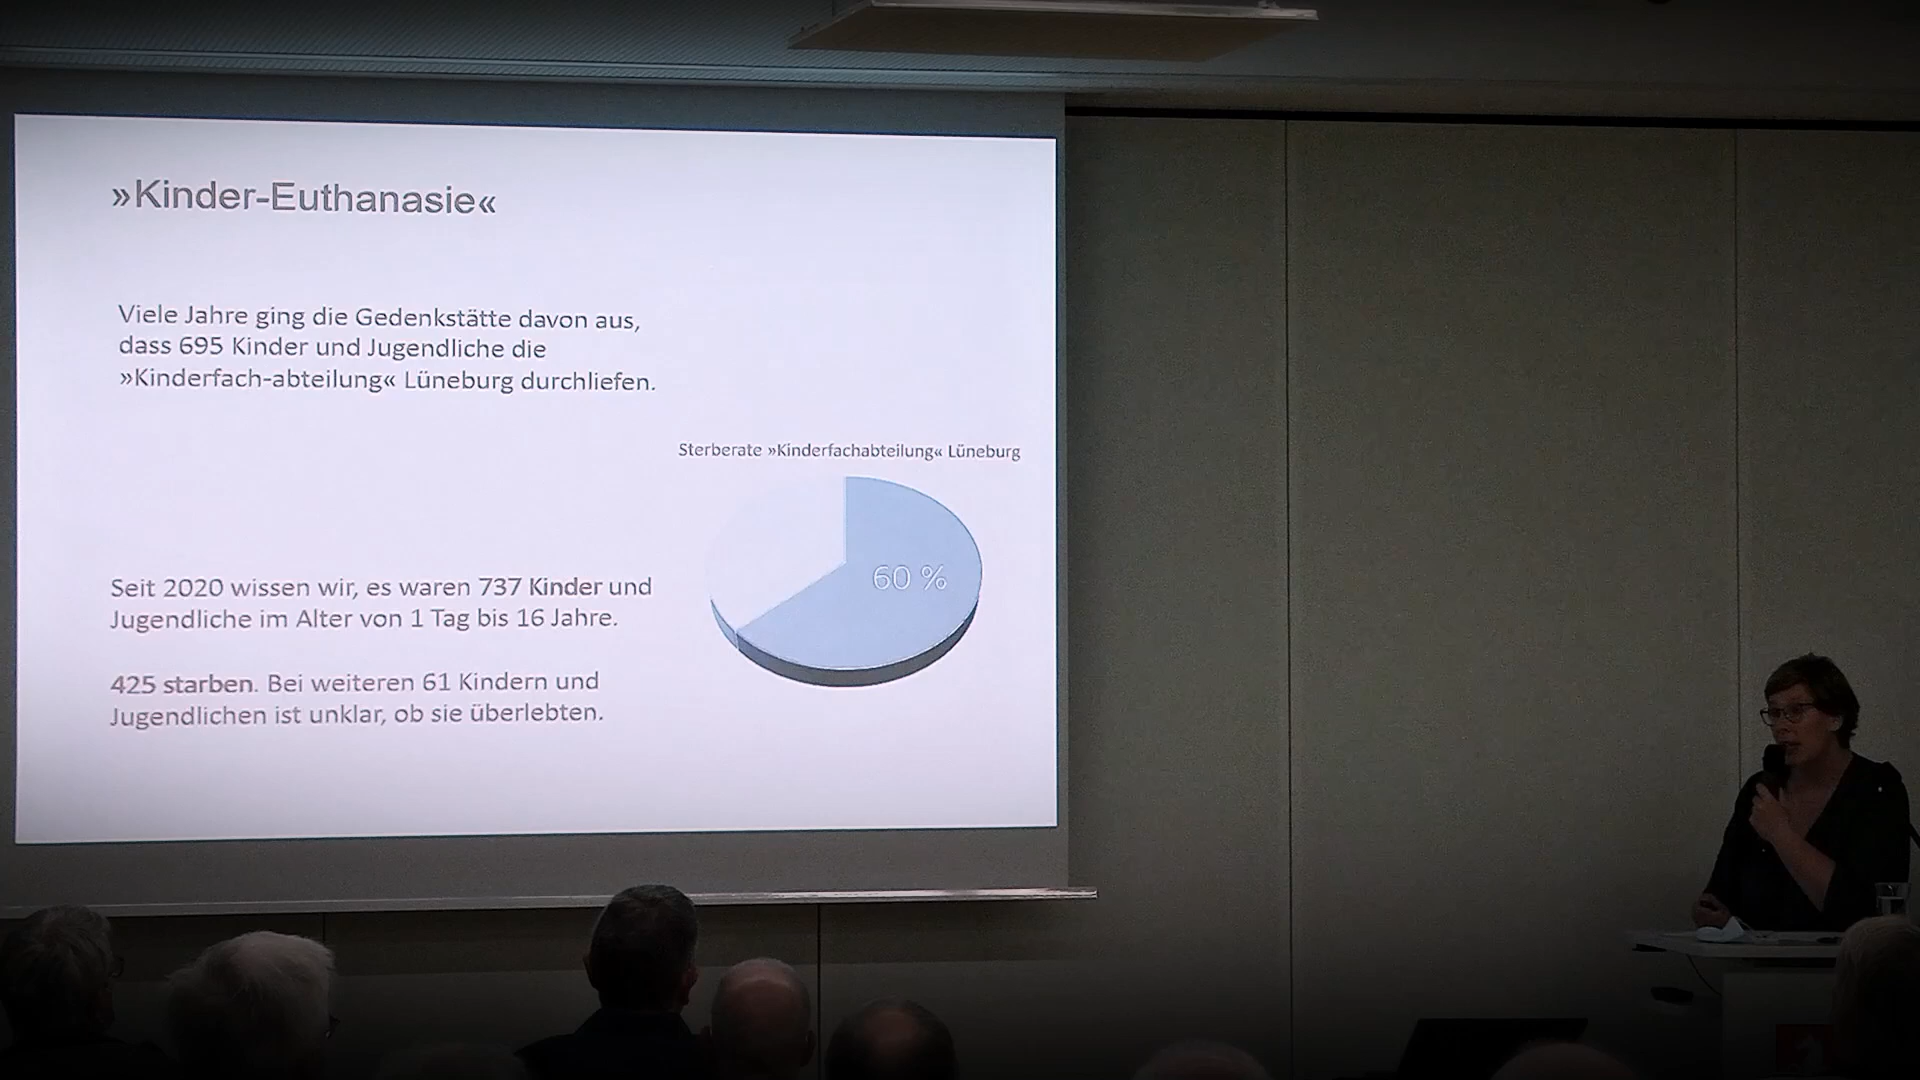 »Kinder-Euthanasie«
Viele Jahre ging die Gedenkstätte davon aus,
dass 695 Kinder und Jugendliche die
»Kinderfach-abteilung« Lüneburg durchliefen.
Sterberate »Kinderfachabteilung« Lüneburg
60 %
Seit 2020 wissen wir, es waren 737 Kinder und
Jugendliche im Alter von 1 Tag bis 16 Jahre.
425 starben. Bei weiteren 61 Kindern und
Jugendlichen ist unklar, ob sie überlebten.